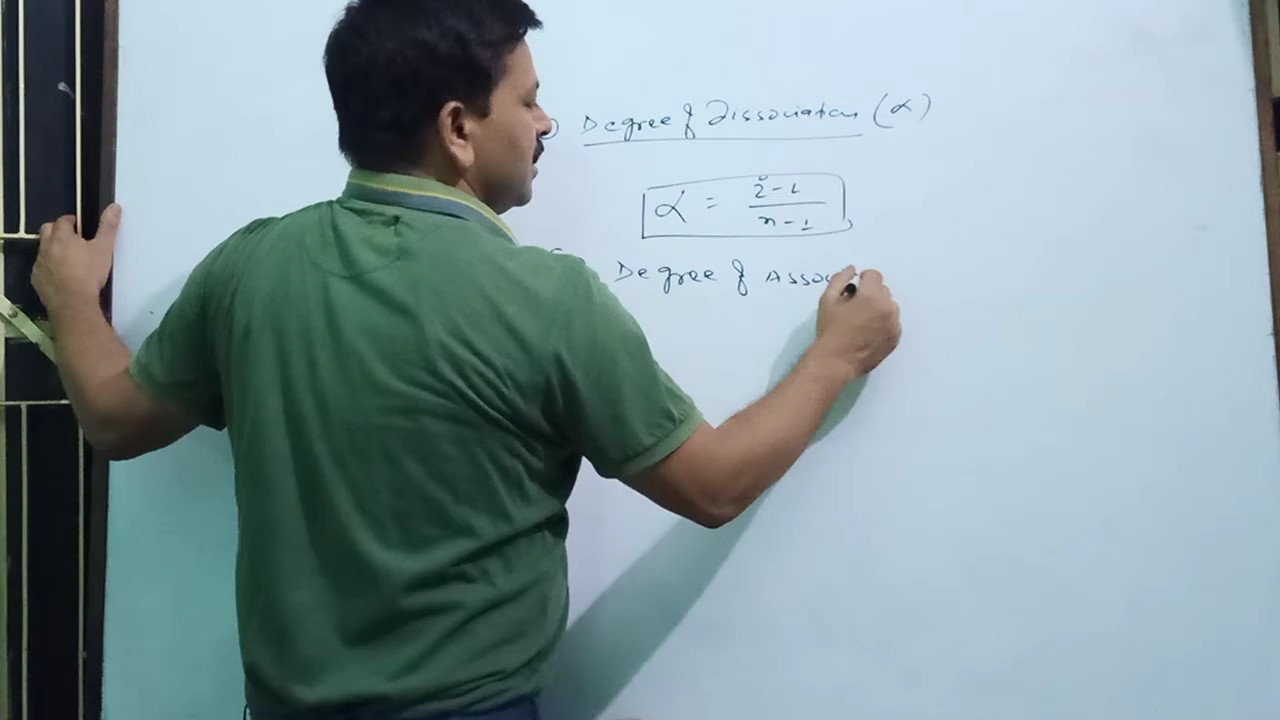 Degree of Dissociation (α)
α = i-1 / n-1
Degree of Asso